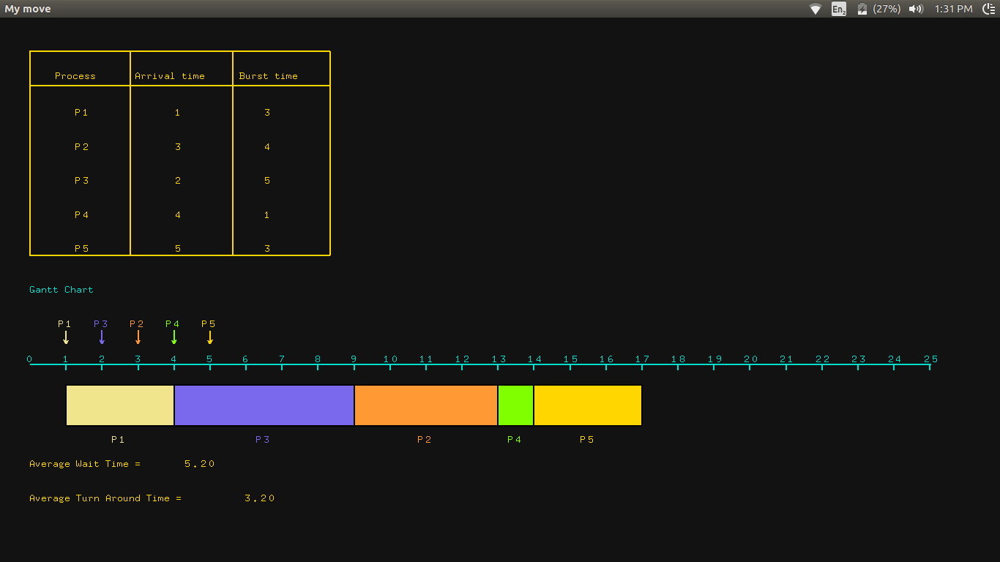 My move En2 (27%) 1:31 PM
Process Arrival time Burst time
P1 1 3
P2 3 4
P3 2 5
P4 4 1
P5 5 3
Gantt Chart
P1 P3 P2 P4 P5
0 1 2 3 4 5 6 7 8 9 10 11 12 13 14 15 16 17 18 19 20 21 22 23 24 25
P1 P3 P2 P4 P5
Average Wait Time = 5.20
Average Turn Around Time = 3.20